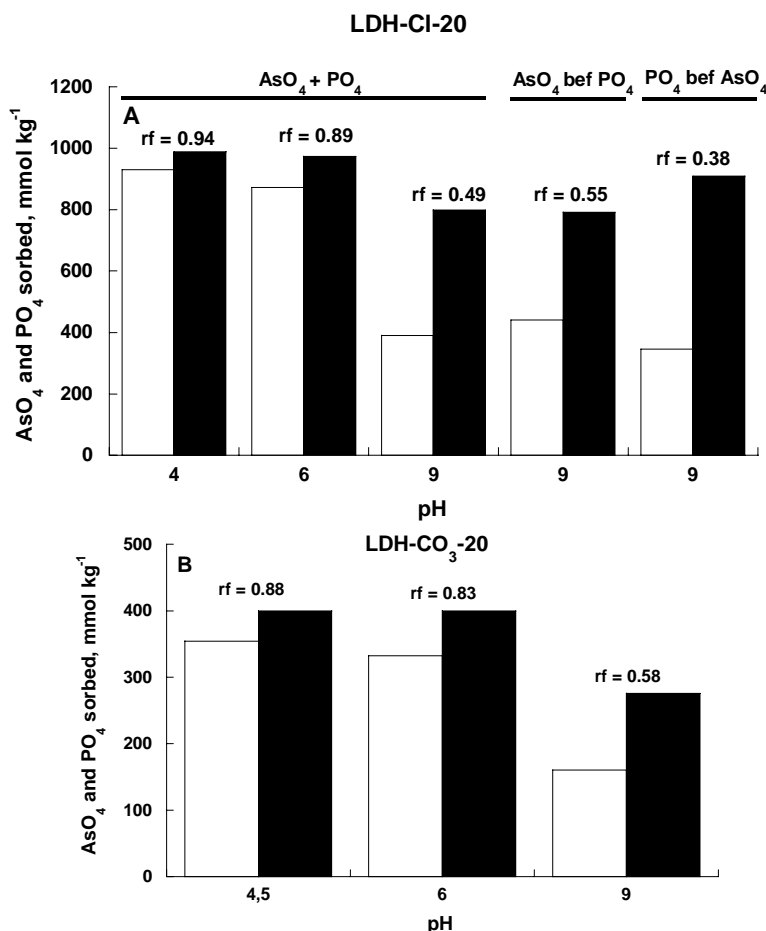 LDH-Cl-20
AsO₄ + PO₄
AsO₄ bef PO₄
PO₄ bef AsO₄
A
rf = 0.94
rf = 0.89
rf = 0.49
rf = 0.55
rf = 0.38
AsO₄ and PO₄ sorbed, mmol kg⁻¹
1200
1000
800
600
400
200
0
4
6
9
9
9
pH
LDH-CO₃-20
B
rf = 0.88
rf = 0.83
rf = 0.58
AsO₄ and PO₄ sorbed, mmol kg⁻¹
500
400
300
200
100
0
4,5
6
9
pH